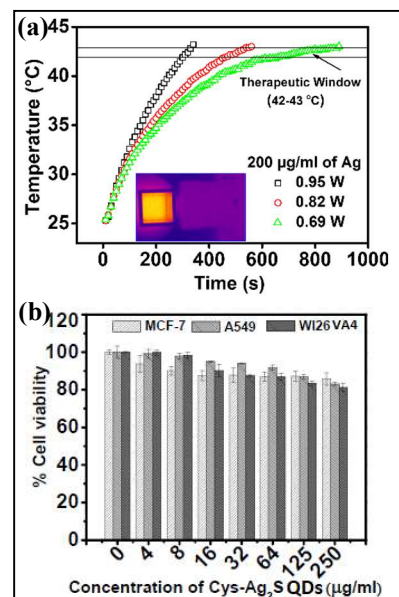 (a)
45
40
35
30
25
Temperature (°C)
Therapeutic Window
(42-43 °C)
200 µg/ml of Ag
0.95 W
0.82 W
0.69 W
0 200 400 600 800 1000
Time (s)
(b)
120
100
80
60
40
20
0
% Cell viability
MCF-7 A549 WI26 VA4
0 4 8 16 32 64 125 250
Concentration of Cys-Ag₂S QDs (µg/ml)